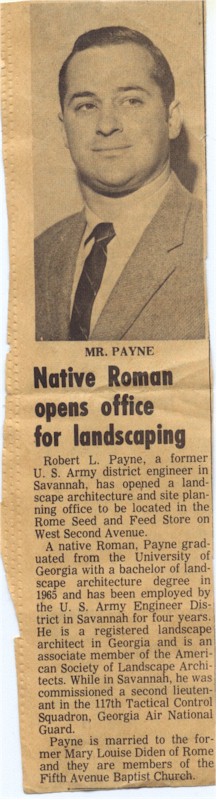 MR. PAYNE
Native Roman
opens office
for landscaping
Robert L. Payne, a former
U. S. Army district engineer in
Savannah, has opened a land-
scape architecture and site plan-
ning office to be located in the
Rome Seed and Feed Store on
West Second Avenue.
A native Roman, Payne grad-
uated from the University of
Georgia with a bachelor of land-
scape architecture degree in
1965 and has been employed by
the U. S. Army Engineer Dis-
trict in Savannah for four years.
He is a registered landscape
architect in Georgia and is an
associate member of the Ameri-
can Society of Landscape Archi-
tects. While in Savannah, he was
commissioned a second lieuten-
ant in the 117th Tactical Control
Squadron, Georgia Air National
Guard.
Payne is married to the for-
mer Mary Louise Diden of Rome
and they are members of the
Fifth Avenue Baptist Church.